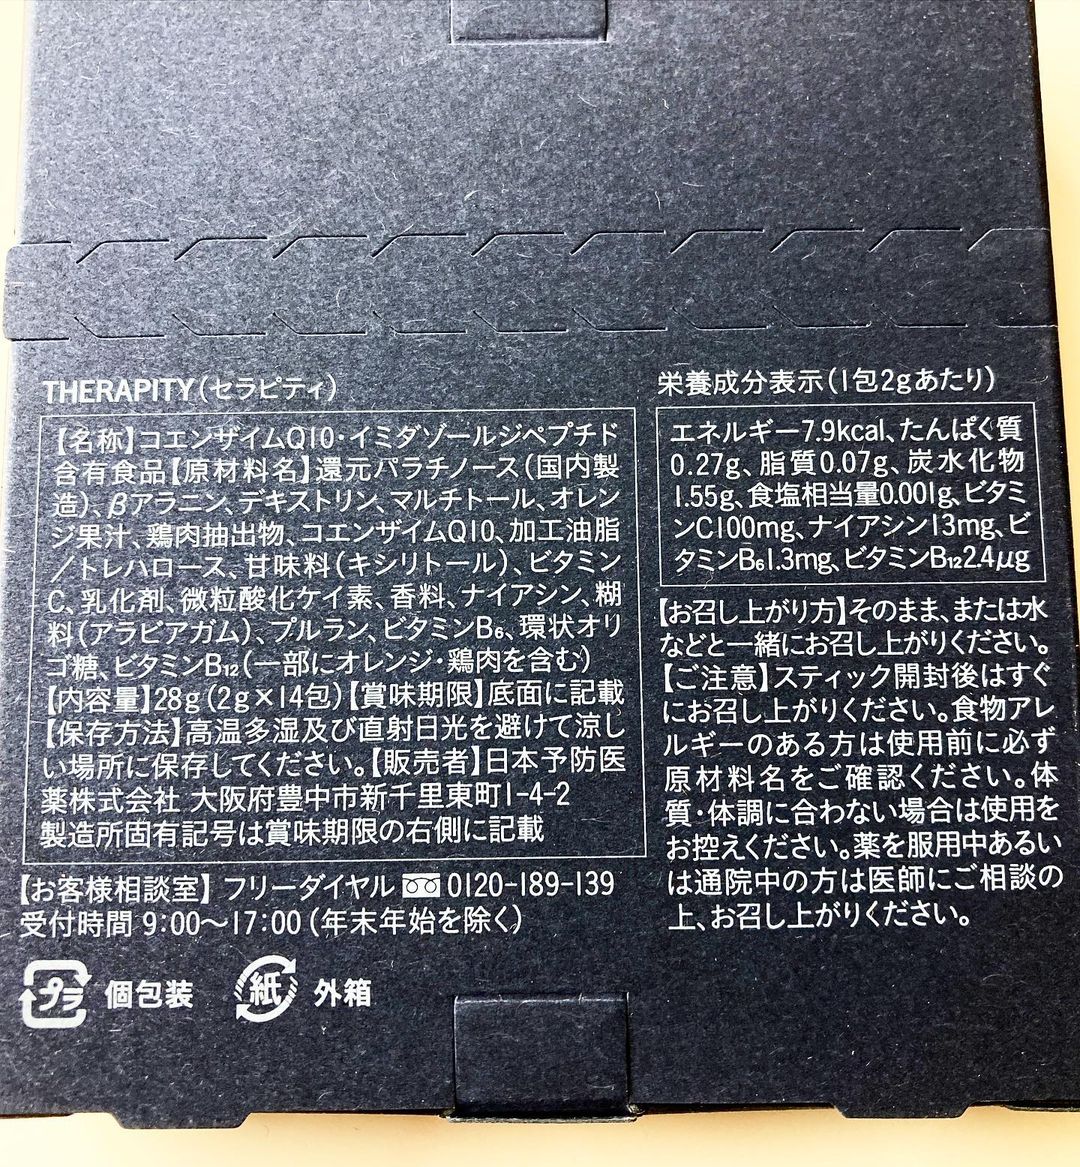 THERAPITY(セラピティ)
【名称】コエンザイムQ10・イミダゾールジペプチド
含有食品【原材料名】還元パラチノース(国内製
造)、βアラニン、デキストリン、マルチトール、オレン
ジ果汁、鶏肉抽出物、コエンザイムQ10、加工油脂
/トレハロース、甘味料(キシリトール)、ビタミン
C、乳化剤、微粒酸化ケイ素、香料、ナイアシン、糊
料(アラビアガム)、プルラン、ビタミンB₆、環状オリ
ゴ糖、ビタミンB₁₂(一部にオレンジ・鶏肉を含む)
【内容量】28g(2g×14包)【賞味期限】底面に記載
【保存方法】高温多湿及び直射日光を避けて涼し
い場所に保存してください。【販売者】日本予防医
薬株式会社 大阪府豊中市新千里東町1-4-2
製造所固有記号は賞味期限の右側に記載
【お客様相談室】フリーダイヤル 0120-189-139
受付時間 9:00〜17:00(年末年始を除く)
プラ 個包装 紙 外箱
栄養成分表示(1包2gあたり)
エネルギー7.9kcal、たんぱく質
0.27g、脂質0.07g、炭水化物
1.55g、食塩相当量0.001g、ビタミ
ンC100mg、ナイアシン13mg、ビ
タミンB₆1.3mg、ビタミンB₁₂2.4μg
【お召し上がり方】そのまま、または水
などと一緒にお召し上がりください。
【ご注意】スティック開封後はすぐ
にお召し上がりください。食物アレ
ルギーのある方は使用前に必ず
原材料名をご確認ください。体
質・体調に合わない場合は使用を
お控えください。薬を服用中あるい
は通院中の方は医師にご相談の
上、お召し上がりください。